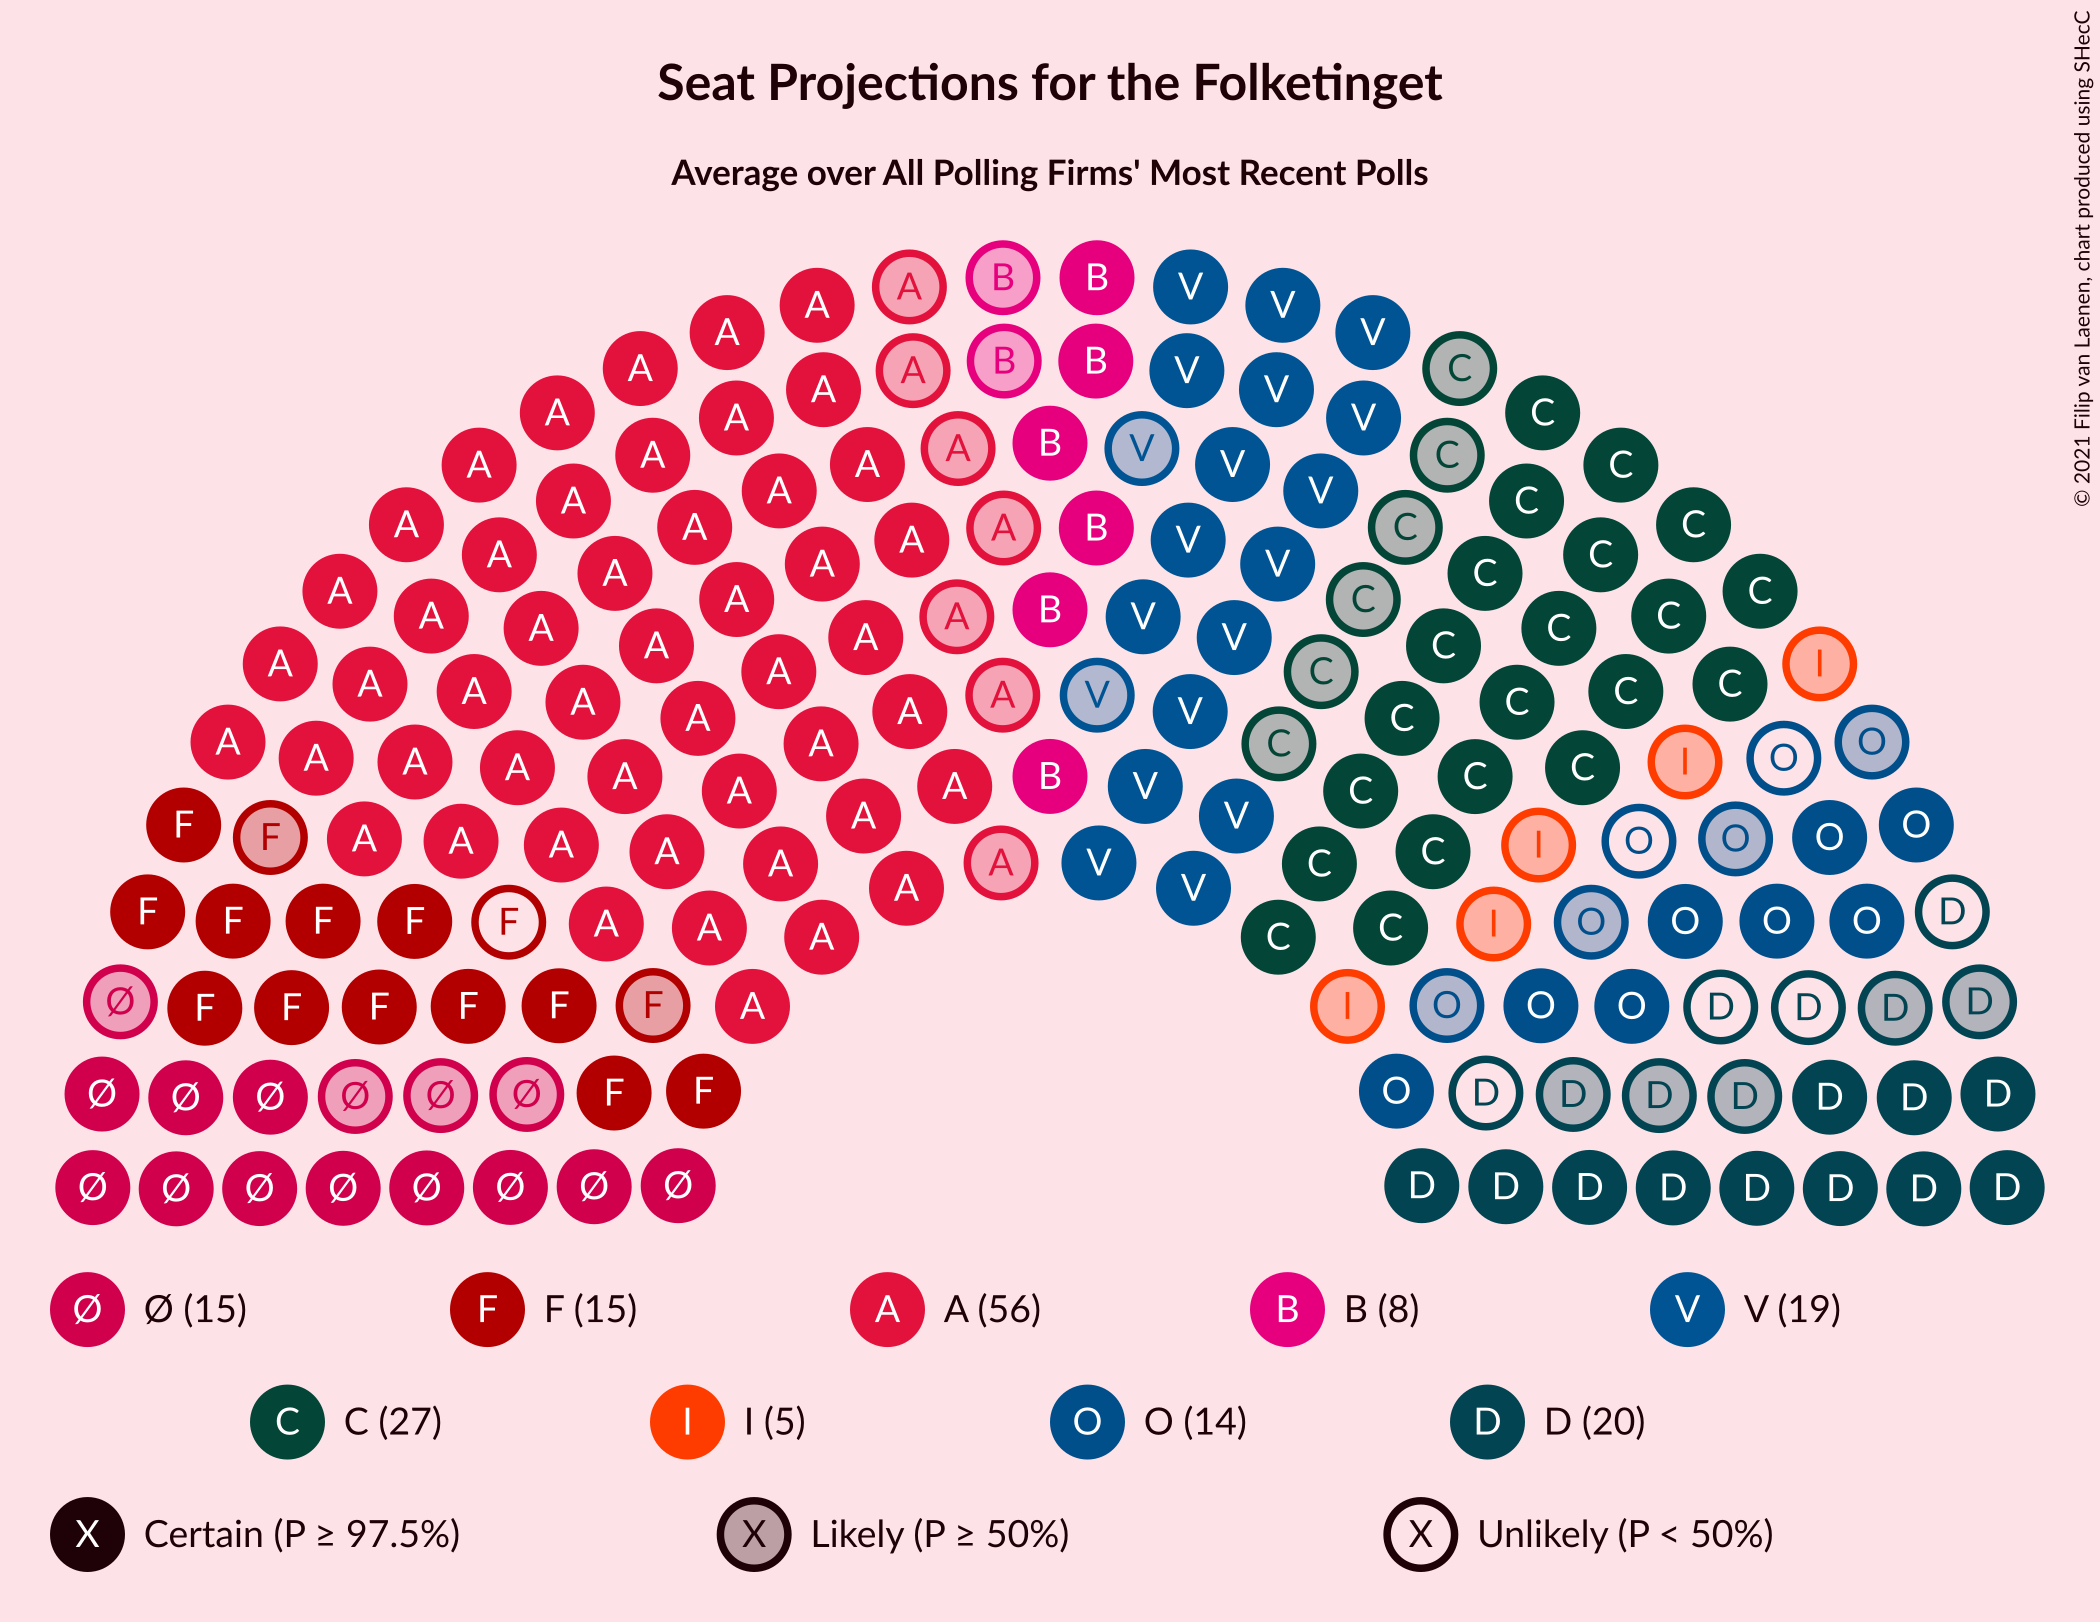 © 2021 Filip van Laenen, chart produced using SHecC
Seat Projections for the Folketinget
Average over All Polling Firms' Most Recent Polls
A B B V
A V
A V
A A B B V C
A V
A A V C
A A A A B V V C C
A A V C
A A A B C C
A V
A C
A V
A C
A A C C
A A B V C
A A V C
A C
A A C I
A A A V C C
A A A V C C
A A C O
A A A C I O
A A A B V C C
F A V O
F A A A A A A V C C I O O O
A V
F F F F F A A A C C I O O O O D
Ø F F F F F F A I O O O D D D D
Ø Ø Ø Ø Ø Ø F F O D D D D D D D
Ø Ø Ø Ø Ø Ø Ø Ø D D D D D D D D
Ø Ø (15) F F (15) A A (56) B B (8) V V (19)
C C (27) I I (5) O O (14) D D (20)
X Certain (P ≥ 97.5%) X Likely (P ≥ 50%) X Unlikely (P < 50%)